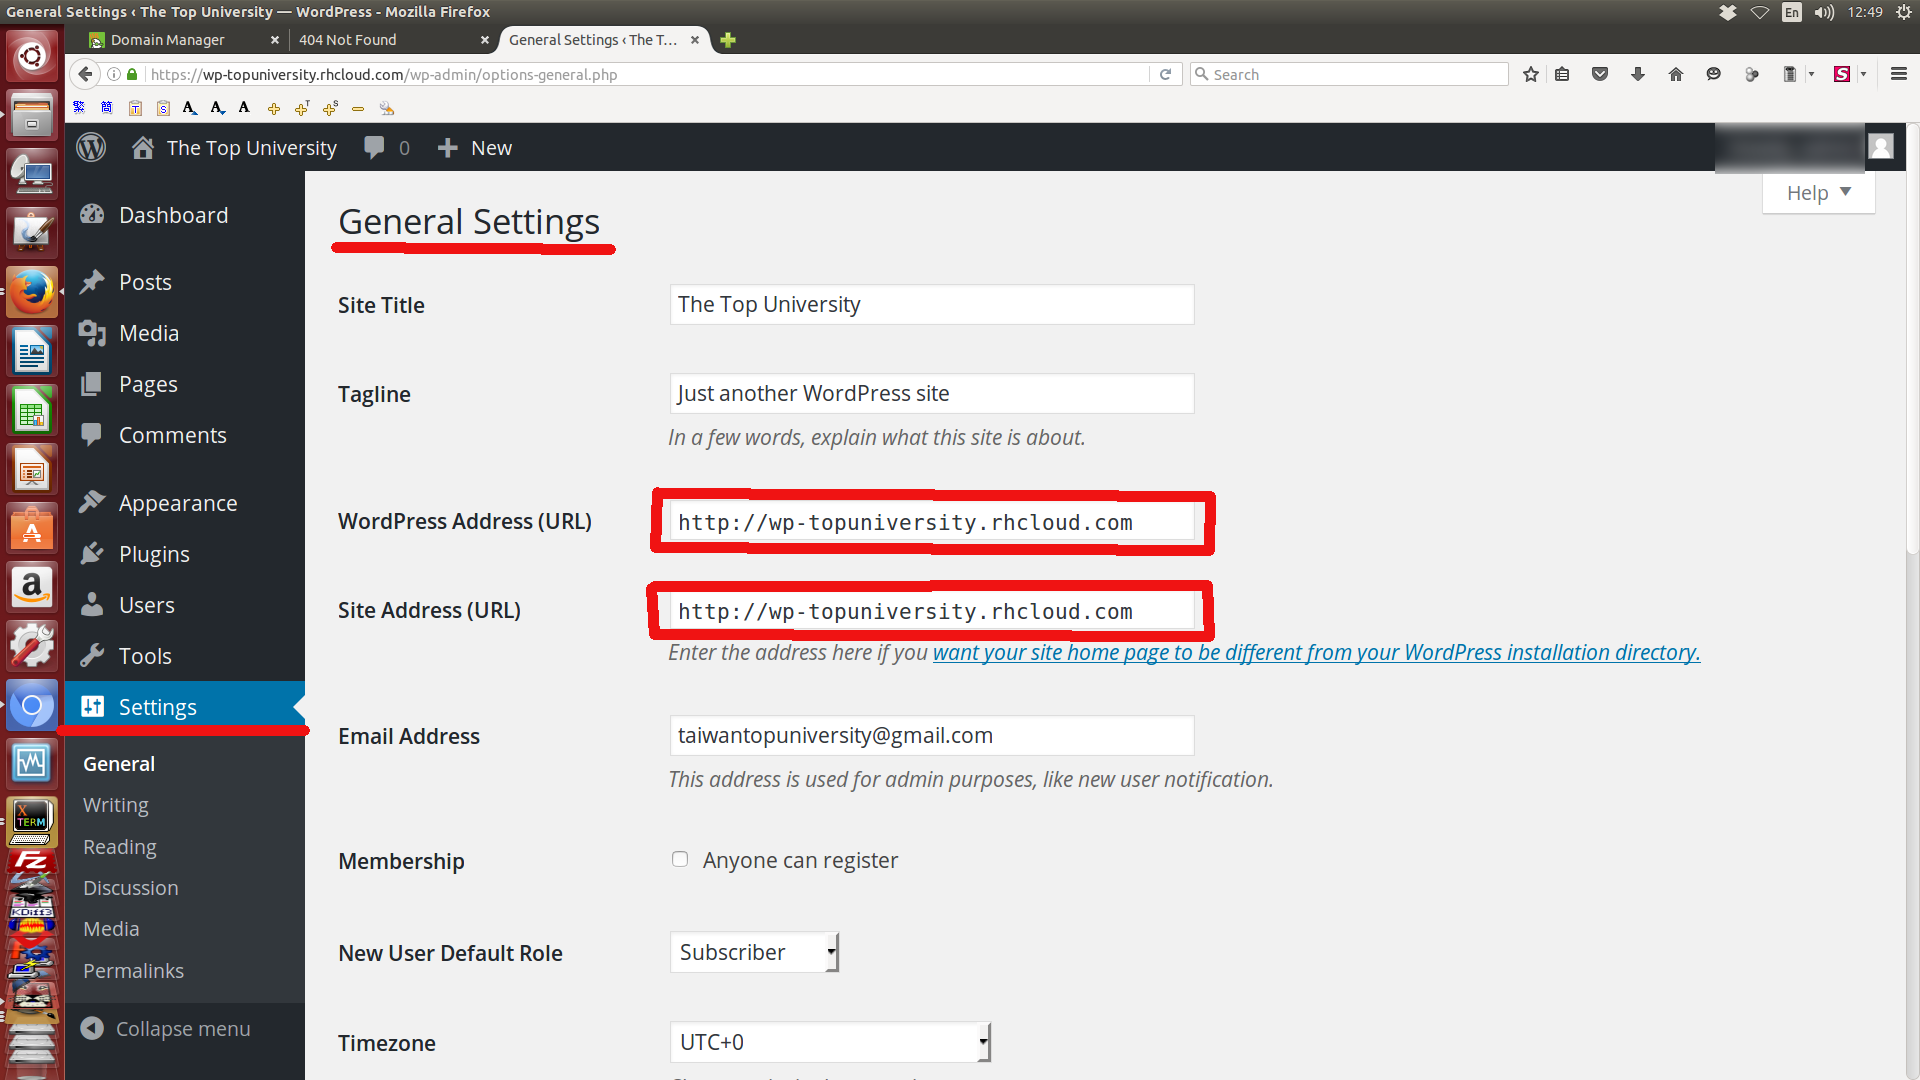 General Settings ‹ The Top University — WordPress - Mozilla Firefox
En
12:49
Domain Manager
404 Not Found
General Settings ‹ The T...
https://wp-topuniversity.rhcloud.com/wp-admin/options-general.php
Search
繁 簡 T S A A A T S
The Top University
0
New
Help
Dashboard
Posts
Media
Pages
Comments
Appearance
Plugins
Users
Tools
Settings
General
Writing
Reading
Discussion
Media
Permalinks
Collapse menu
General Settings
Site Title
The Top University
Tagline
Just another WordPress site
In a few words, explain what this site is about.
WordPress Address (URL)
http://wp-topuniversity.rhcloud.com
Site Address (URL)
http://wp-topuniversity.rhcloud.com
Enter the address here if you want your site home page to be different from your WordPress installation directory.
Email Address
taiwantopuniversity@gmail.com
This address is used for admin purposes, like new user notification.
Membership
Anyone can register
New User Default Role
Subscriber
Timezone
UTC+0
X
TERM
FZ
KDiff3